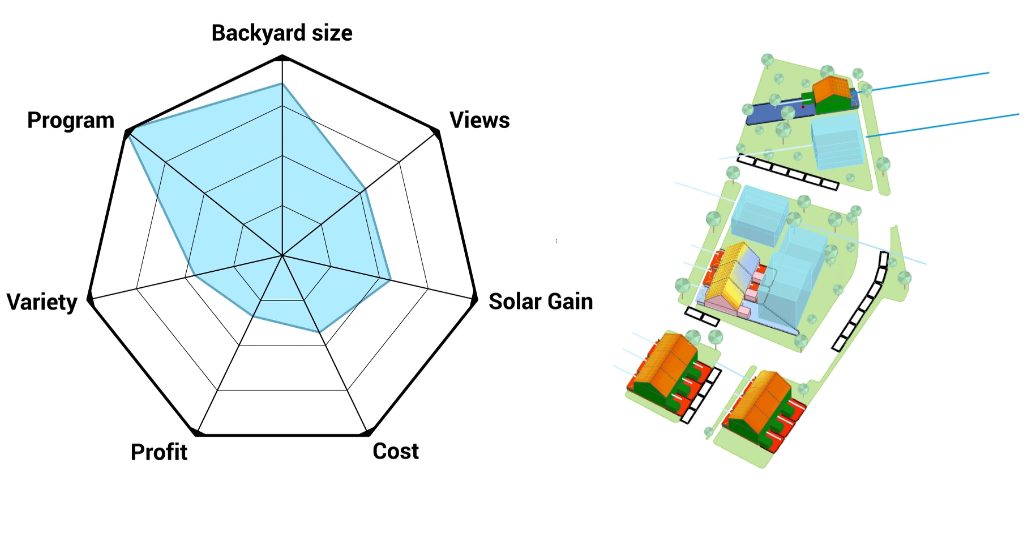 Backyard size
Program
Views
Variety
Solar Gain
Profit
Cost